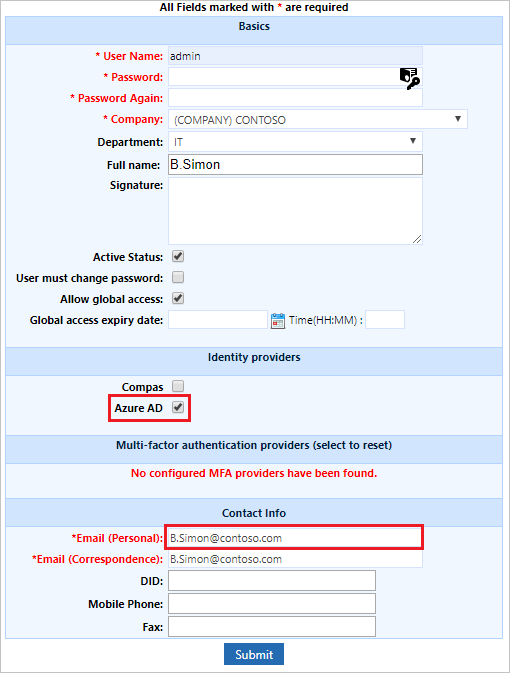 All Fields marked with * are required
Basics
* User Name: admin
* Password:
* Password Again:
* Company: (COMPANY) CONTOSO
Department: IT
Full name: B.Simon
Signature:
Active Status:
User must change password:
Allow global access:
Global access expiry date: Time(HH:MM) :
Identity providers
Compas
Azure AD
Multi-factor authentication providers (select to reset)
No configured MFA providers have been found.
Contact Info
*Email (Personal): B.Simon@contoso.com
*Email (Correspondence): B.Simon@contoso.com
DID:
Mobile Phone:
Fax:
Submit